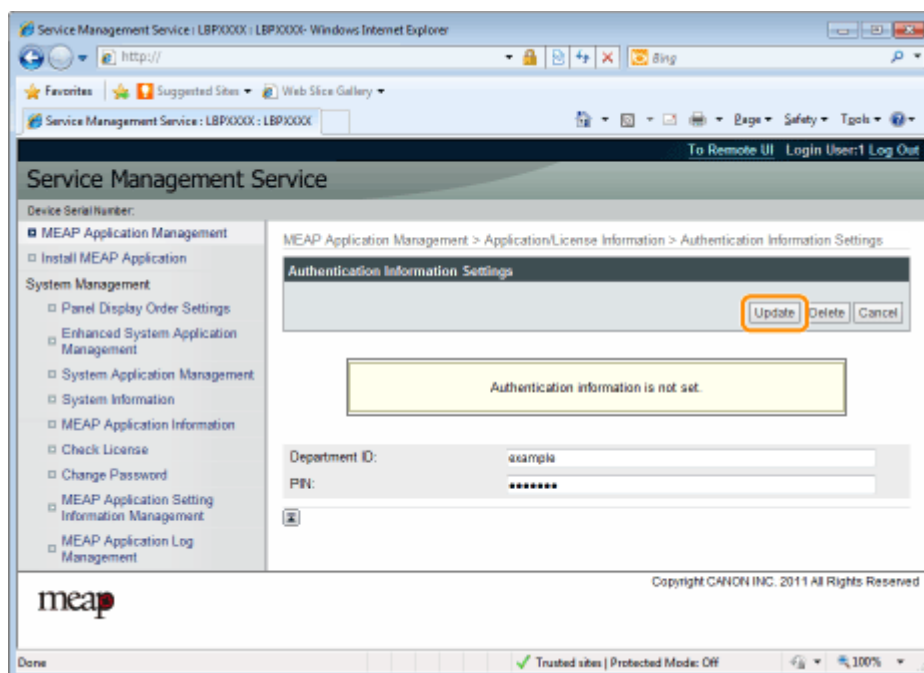 Service Management Service : LBPXXXX : LBPXXXX- Windows Internet Explorer
http://
Bing
Favorites
Suggested Sites
Web Slice Gallery
Service Management Service : LBPXXXX : LBPXXXX
Page
Safety
Tools
To Remote UI Login User:1 Log Out
Service Management Service
Device Serial Number:
MEAP Application Management
Install MEAP Application
System Management
Panel Display Order Settings
Enhanced System Application
Management
System Application Management
System Information
MEAP Application Information
Check License
Change Password
MEAP Application Setting
Information Management
MEAP Application Log
Management
MEAP Application Management > Application/License Information > Authentication Information Settings
Authentication Information Settings
Update Delete Cancel
Authentication information is not set.
Department ID: example
PIN: •••••••
meap
Copyright CANON INC. 2011 All Rights Reserved
Done
Trusted sites | Protected Mode: Off
100%